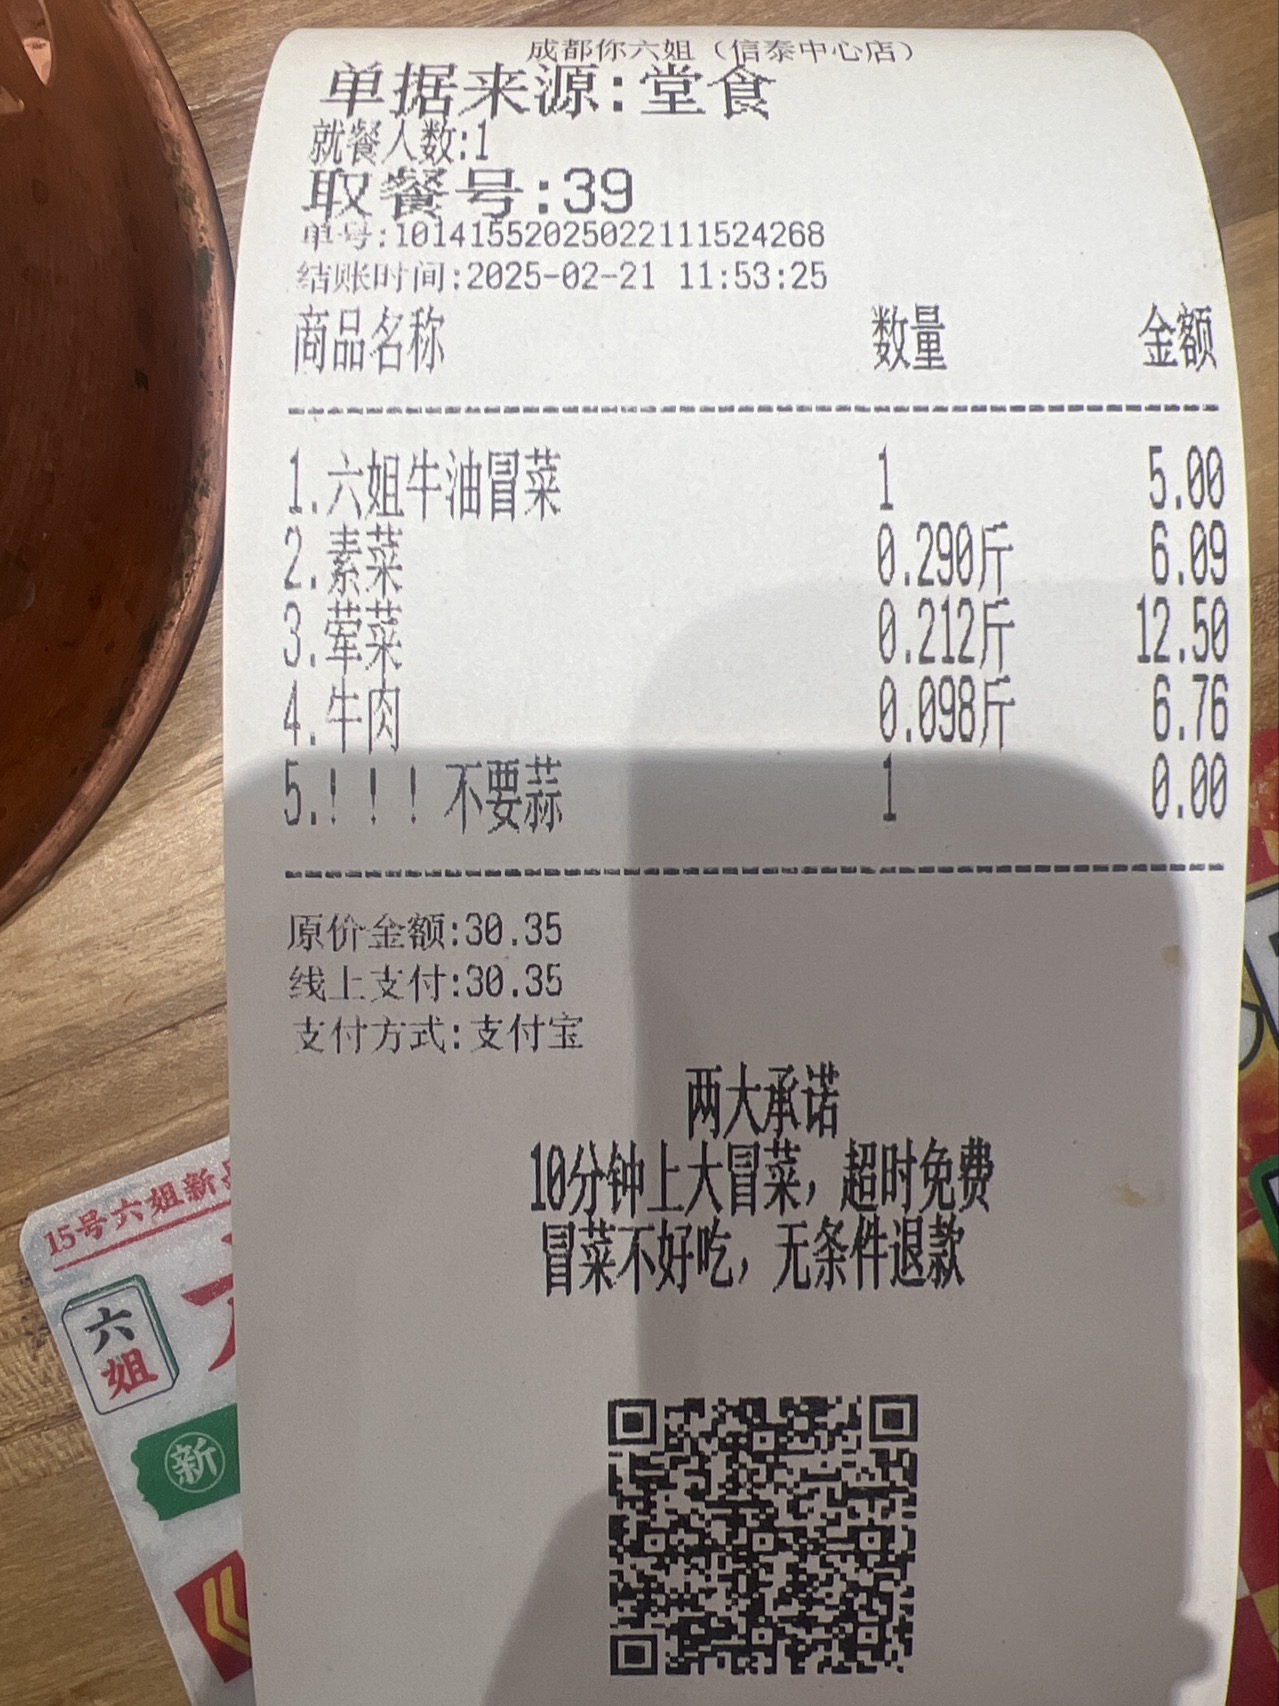 成都你六姐（信泰中心店）
单据来源:堂食
就餐人数:1
取餐号:39
单号:101415520250222111524268
结账时间:2025-02-21 11:53:25
商品名称 数量 金额
1.六姐牛油冒菜 1 5.00
2.素菜 0.290斤 6.09
3.荤菜 0.212斤 12.50
4.牛肉 0.098斤 6.76
5.！！！不要蒜 1 0.00
原价金额:30.35
线上支付:30.35
支付方式:支付宝
两大承诺
10分钟上大冒菜，超时免费
冒菜不好吃，无条件退款
15号六姐新
六
姐
新